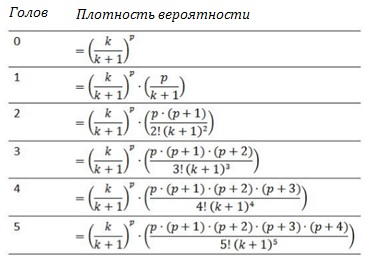 Голов Плотность вероятности
0 =(k/(k+1))^p
1 =(k/(k+1))^p·(p/(k+1))
2 =(k/(k+1))^p·(p·(p+1)/(2!(k+1)^2))
3 =(k/(k+1))^p·(p·(p+1)·(p+2)/(3!(k+1)^3))
4 =(k/(k+1))^p·(p·(p+1)·(p+2)·(p+3)/(4!(k+1)^4))
5 =(k/(k+1))^p·(p·(p+1)·(p+2)·(p+3)·(p+4)/(5!(k+1)^5))